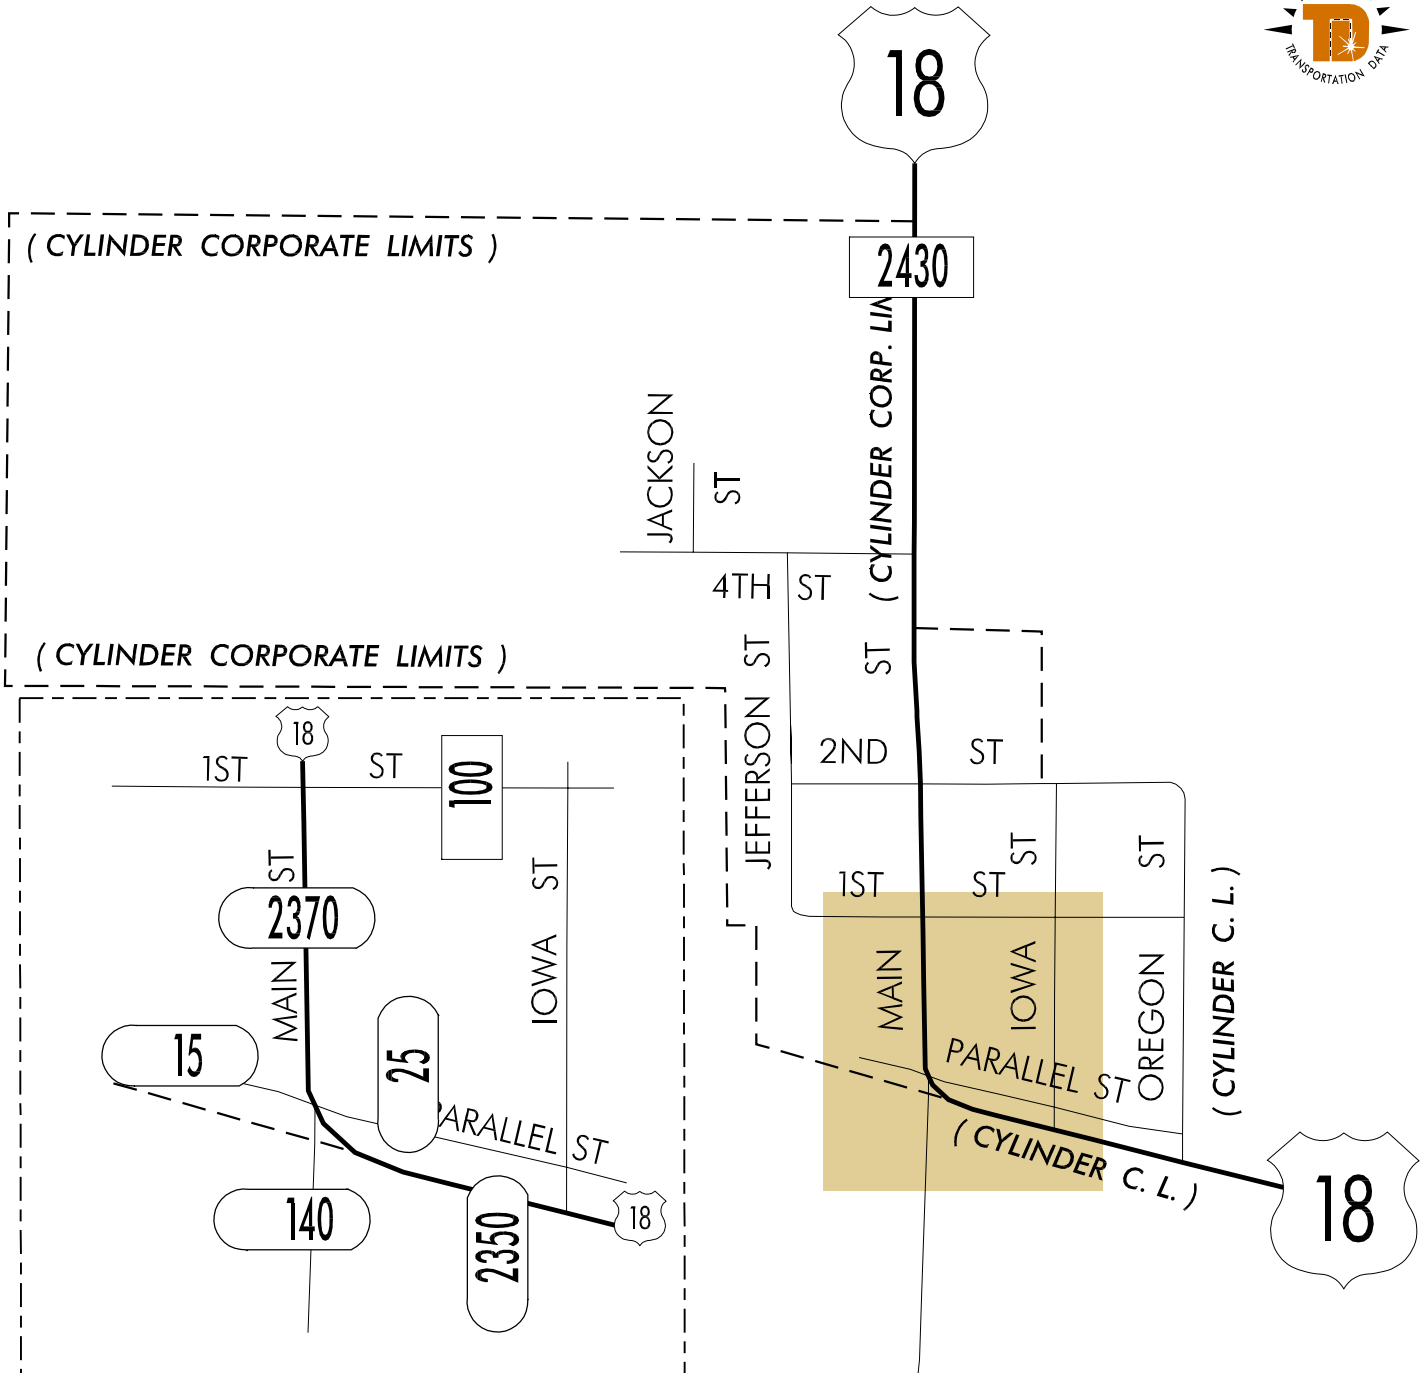 18
TRANSPORTATION DATA
( CYLINDER CORPORATE LIMITS )
2430
( CYLINDER CORP. LIM
JACKSON ST
4TH ST
JEFFERSON ST
ST
( CYLINDER CORPORATE LIMITS )
18
1ST ST
100
2ND ST
ST
2370
MAIN
IOWA ST
15
25
PARALLEL ST
140
2350
18
1ST ST
MAIN
IOWA ST
OREGON ST
( CYLINDER C. L. )
PARALLEL ST
( CYLINDER C. L. )
18